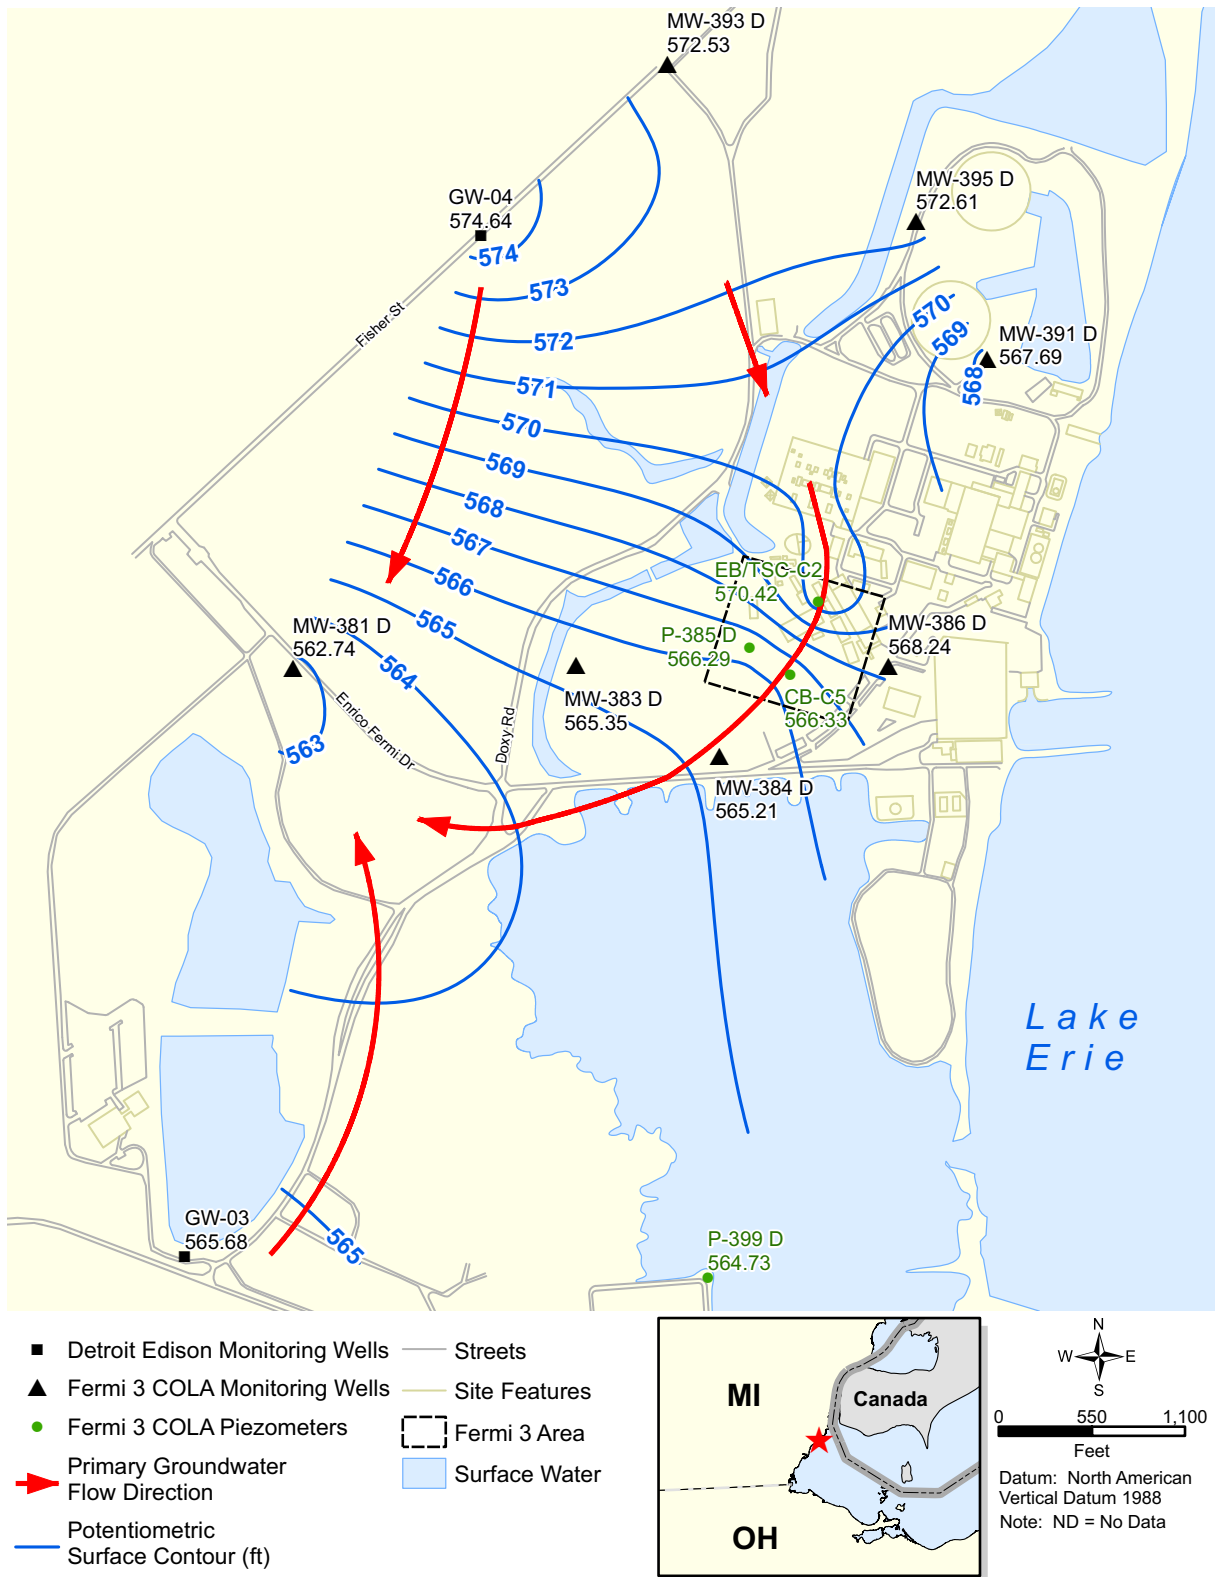 MW-393 D
572.53
MW-395 D
572.61
GW-04
574.64
574
573
Fisher St
572
570
569
MW-391 D
567.69
568
571
570
569
568
567
566
EB/TSC-C2
570.42
565
MW-381 D
562.74
P-385 D
566.29
MW-386 D
568.24
564
MW-383 D
565.35
CB-C5
566.33
563
Enrico Fermi Dr
Doxy Rd
MW-384 D
565.21
Lake
Erie
GW-03
565.68
565
P-399 D
564.73
Detroit Edison Monitoring Wells
Fermi 3 COLA Monitoring Wells
Fermi 3 COLA Piezometers
Primary Groundwater
Flow Direction
Potentiometric
Surface Contour (ft)
Streets
Site Features
Fermi 3 Area
Surface Water
MI
Canada
OH
N
W
E
S
0 550 1,100
Feet
Datum: North American
Vertical Datum 1988
Note: ND = No Data